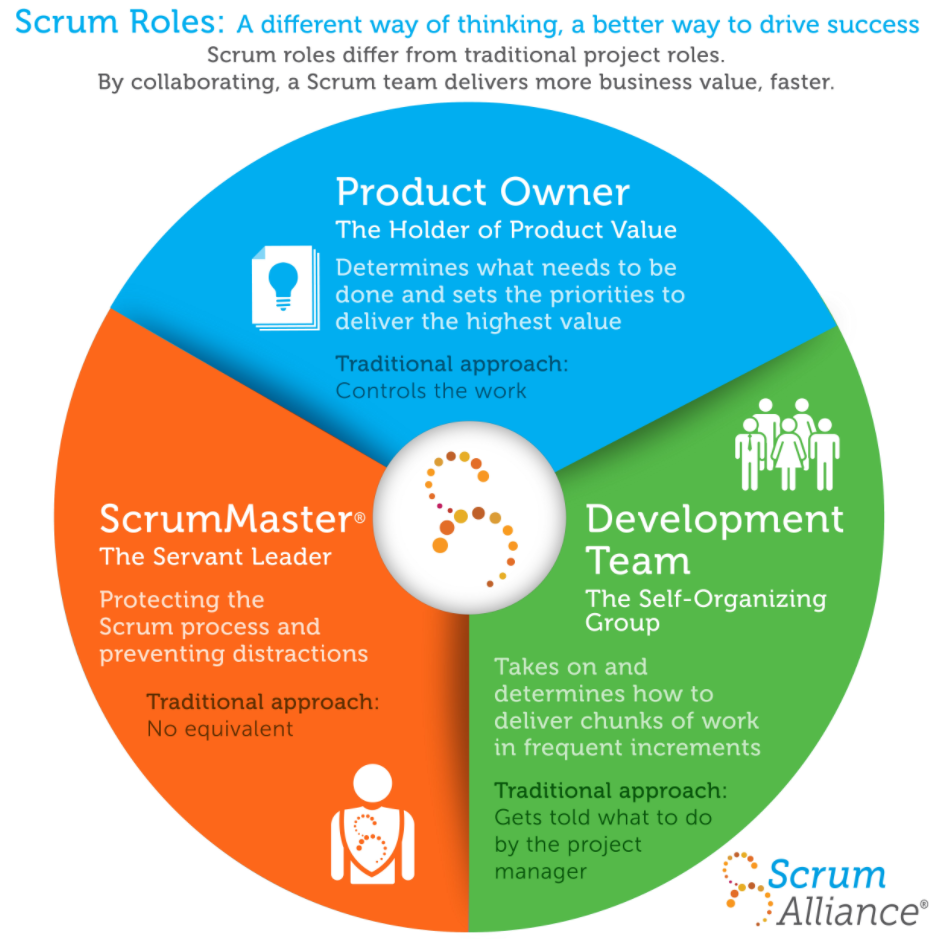 Scrum Roles: A different way of thinking, a better way to drive success
Scrum roles differ from traditional project roles.
By collaborating, a Scrum team delivers more business value, faster.
Product Owner
The Holder of Product Value
Determines what needs to be
done and sets the priorities to
deliver the highest value
Traditional approach:
Controls the work
ScrumMaster®
The Servant Leader
Protecting the
Scrum process and
preventing distractions
Traditional approach:
No equivalent
Development
Team
The Self-Organizing
Group
Takes on and
determines how to
deliver chunks of work
in frequent increments
Traditional approach:
Gets told what to do
by the project
manager
Scrum
Alliance®